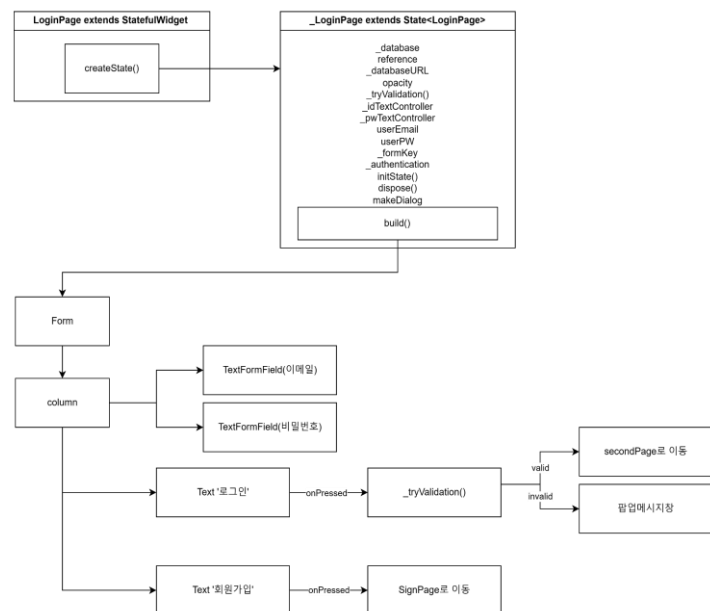 LoginPage extends StatefulWidget
createState()
_LoginPage extends State<LoginPage>
_database
reference
_databaseURL
opacity
_tryValidation()
_idTextController
_pwTextController
userEmail
userPW
_formKey
_authentication
initState()
dispose()
makeDialog
build()
Form
column
TextFormField(이메일)
TextFormField(비밀번호)
Text '로그인'
onPressed
_tryValidation()
valid
invalid
secondPage로 이동
팝업메시지창
Text '회원가입'
onPressed
SignPage로 이동